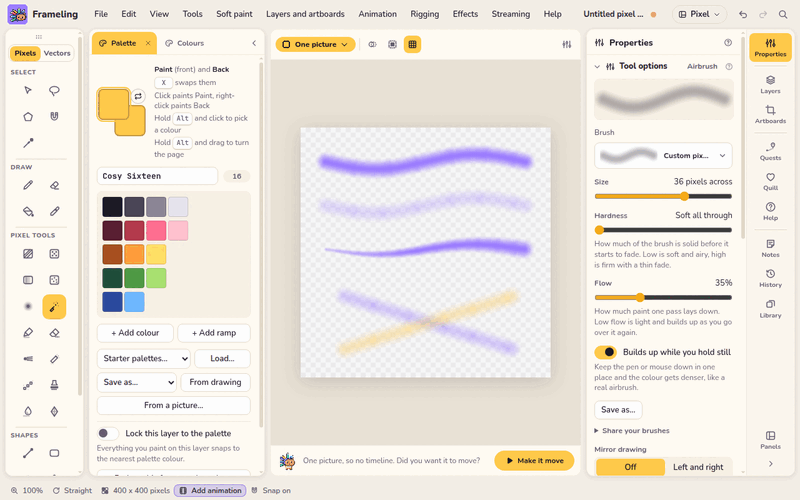 Frameling
File Edit View Tools Soft paint Layers and artboards Animation Rigging Effects Streaming Help
Untitled pixel ...
Pixel
Pixels Vectors
SELECT
DRAW
PIXEL TOOLS
SHAPES
Palette × Colours
Paint (front) and Back
X swaps them
Click paints Paint, right-
click paints Back
Hold Alt and click to pick
a colour
Hold Alt and drag to turn
the page
Cosy Sixteen 16
+ Add colour + Add ramp
Starter palettes... Load...
Save as... From drawing
From a picture...
Lock this layer to the palette
Everything you paint on this layer snaps to
the nearest palette colour.
One picture
One picture, so no timeline. Did you want it to move?
Make it move
Properties
Tool options Airbrush
Brush
Custom pix...
Size 36 pixels across
Hardness Soft all through
How much of the brush is solid before it
starts to fade. Low is soft and airy, high
is firm with a thin fade.
Flow 35%
How much paint one pass lays down.
Low flow is light and builds up as you go
over it again.
Builds up while you hold still
Keep the pen or mouse down in one
place and the colour gets denser, like a
real airbrush.
Save as...
Share your brushes
Mirror drawing
Off Left and right
Properties
Layers
Artboards
Quests
Quill
Help
Notes
History
Library
Panels
100% Straight 400 x 400 pixels Add animation Snap on